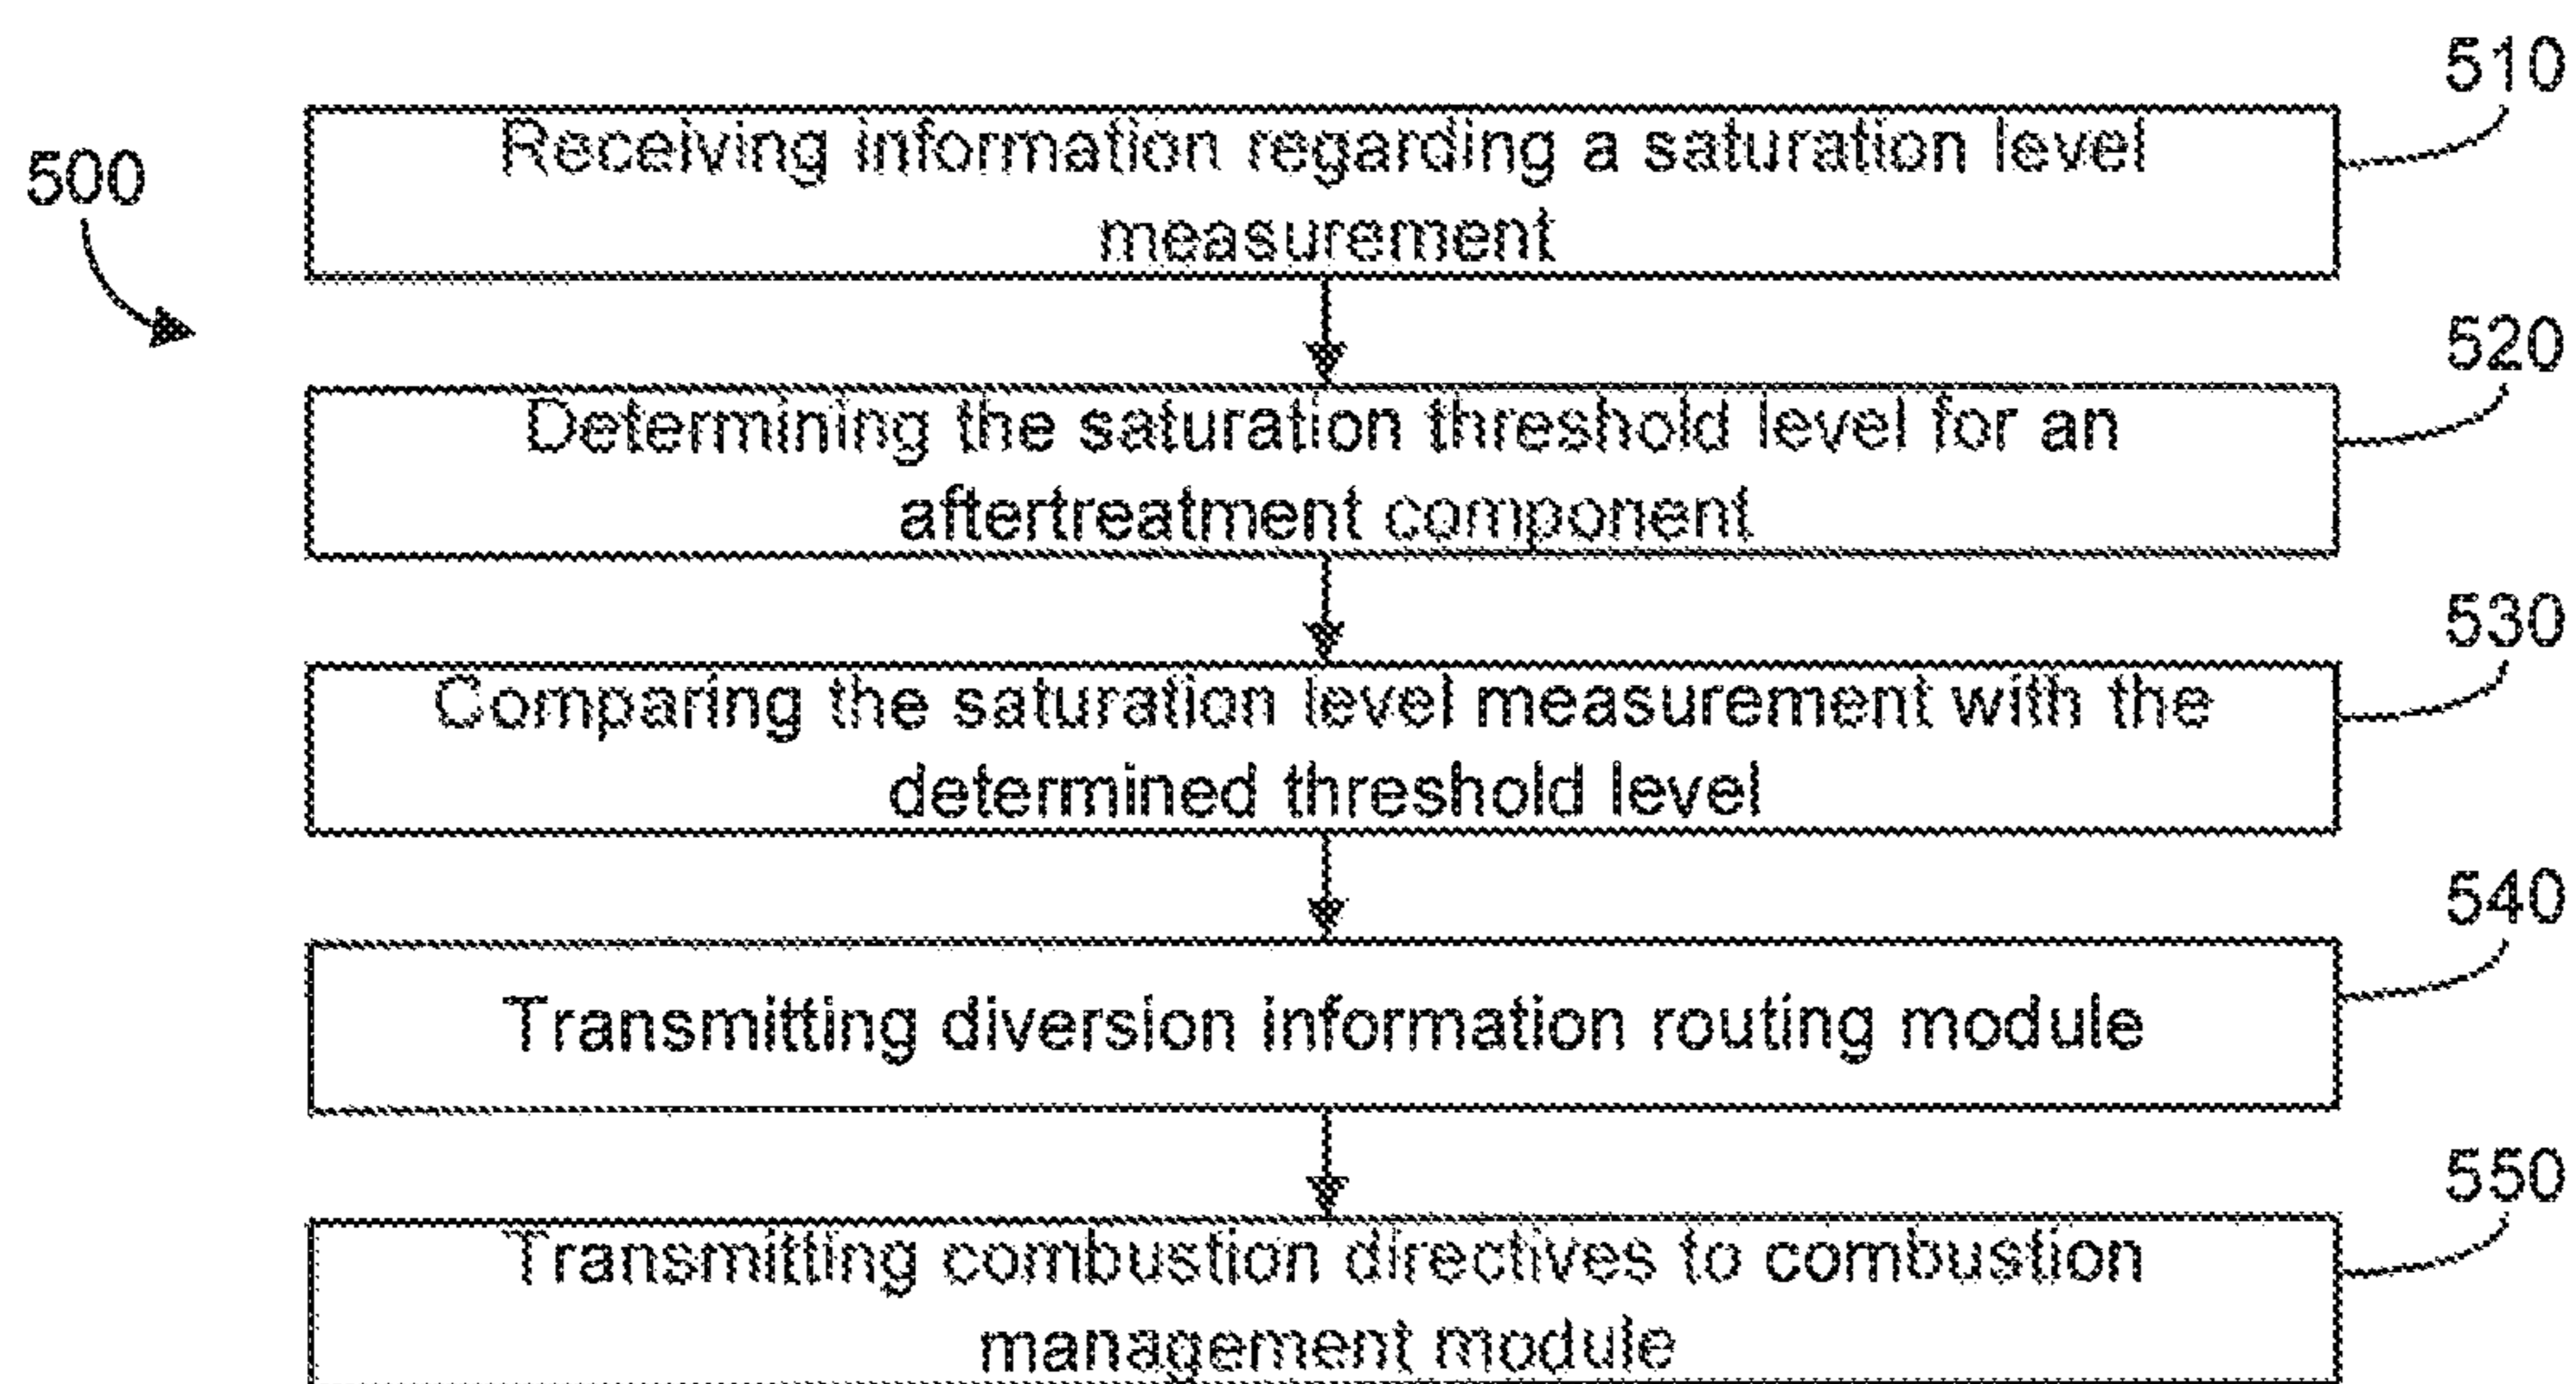 510
Receiving information regarding a saturation level
measurement
500
520
Determining the saturation threshold level for an
aftertreatment component
530
Comparing the saturation level measurement with the
determined threshold level
540
Transmitting diversion information routing module
550
Transmitting combustion directives to combustion
management module